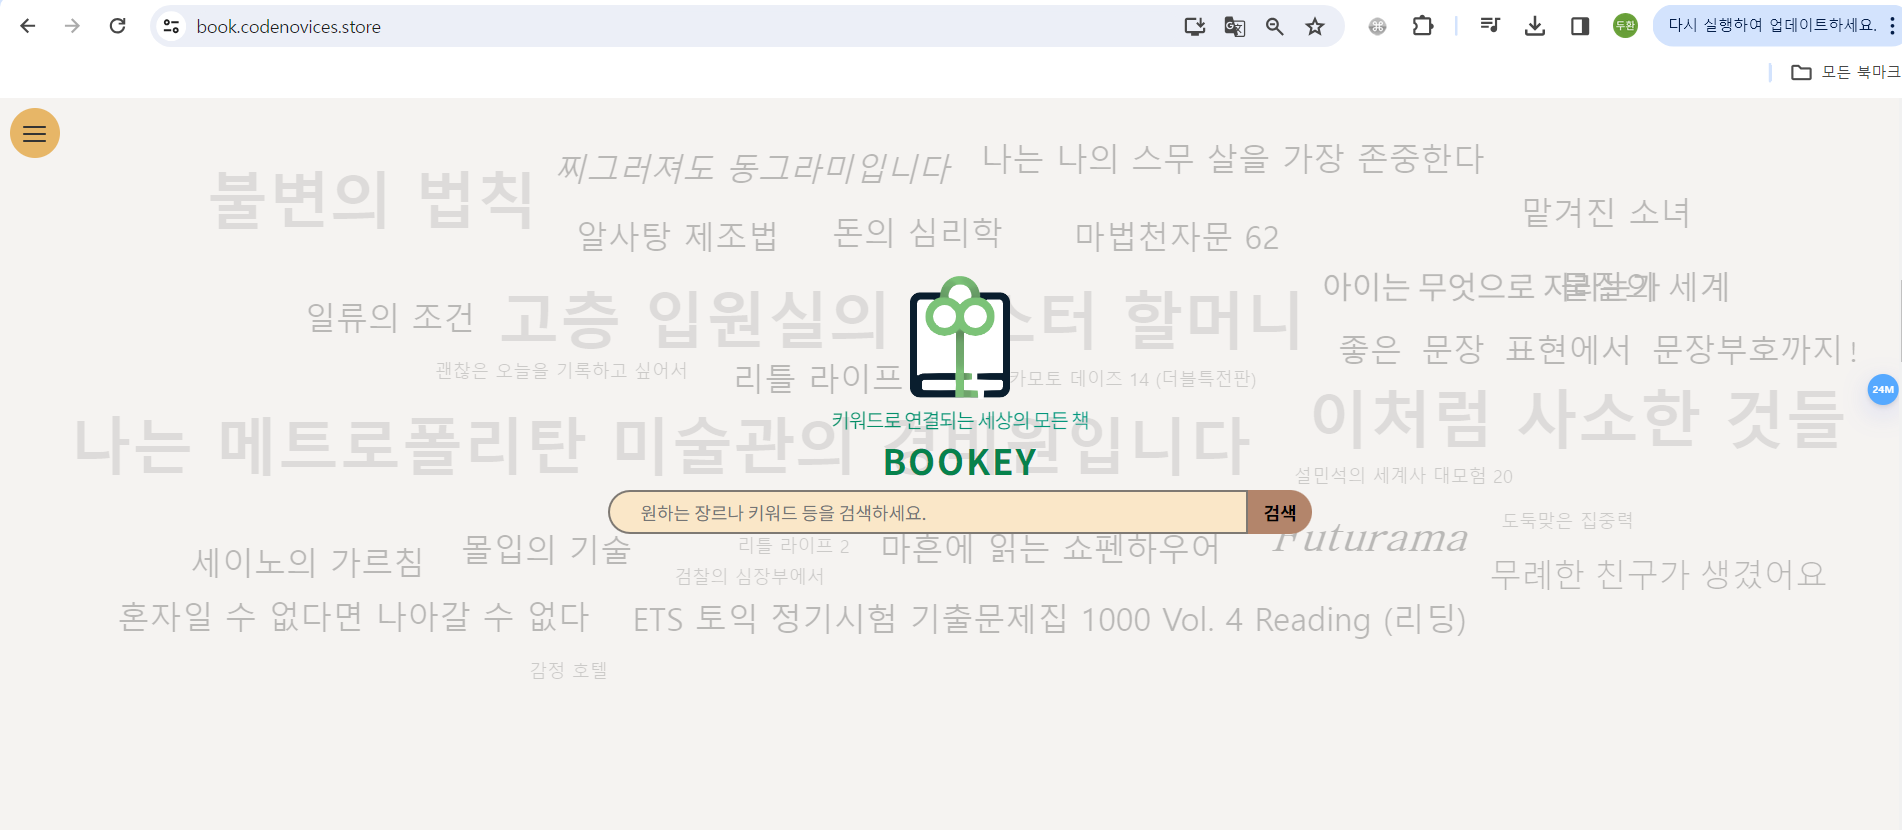 book.codenovices.store
두환
다시 실행하여 업데이트하세요.
모든 북마크
불변의 법칙
찌그러져도 동그라미입니다
나는 나의 스무 살을 가장 존중한다
알사탕 제조법
돈의 심리학
마법천자문 62
맡겨진 소녀
일류의 조건
고층 입원실의
스터 할머니
아이는 무엇으로
세계
좋은 문장 표현에서 문장부호까지!
괜찮은 오늘을 기록하고 싶어서
리틀 라이프
카모토 데이즈 14 (더블특전판)
24M
나는 메트로폴리탄 미술관의 경비원입니다
이처럼 사소한 것들
키워드로 연결되는 세상의 모든 책
BOOKEY
설민석의 세계사 대모험 20
원하는 장르나 키워드 등을 검색하세요.
검색
도둑맞은 집중력
세이노의 가르침
몰입의 기술
리틀 라이프 2
마흔에 읽는 쇼펜하우어
Futurama
검찰의 심장부에서
무례한 친구가 생겼어요
혼자일 수 없다면 나아갈 수 없다
ETS 토익 정기시험 기출문제집 1000 Vol. 4 Reading (리딩)
감정 호텔